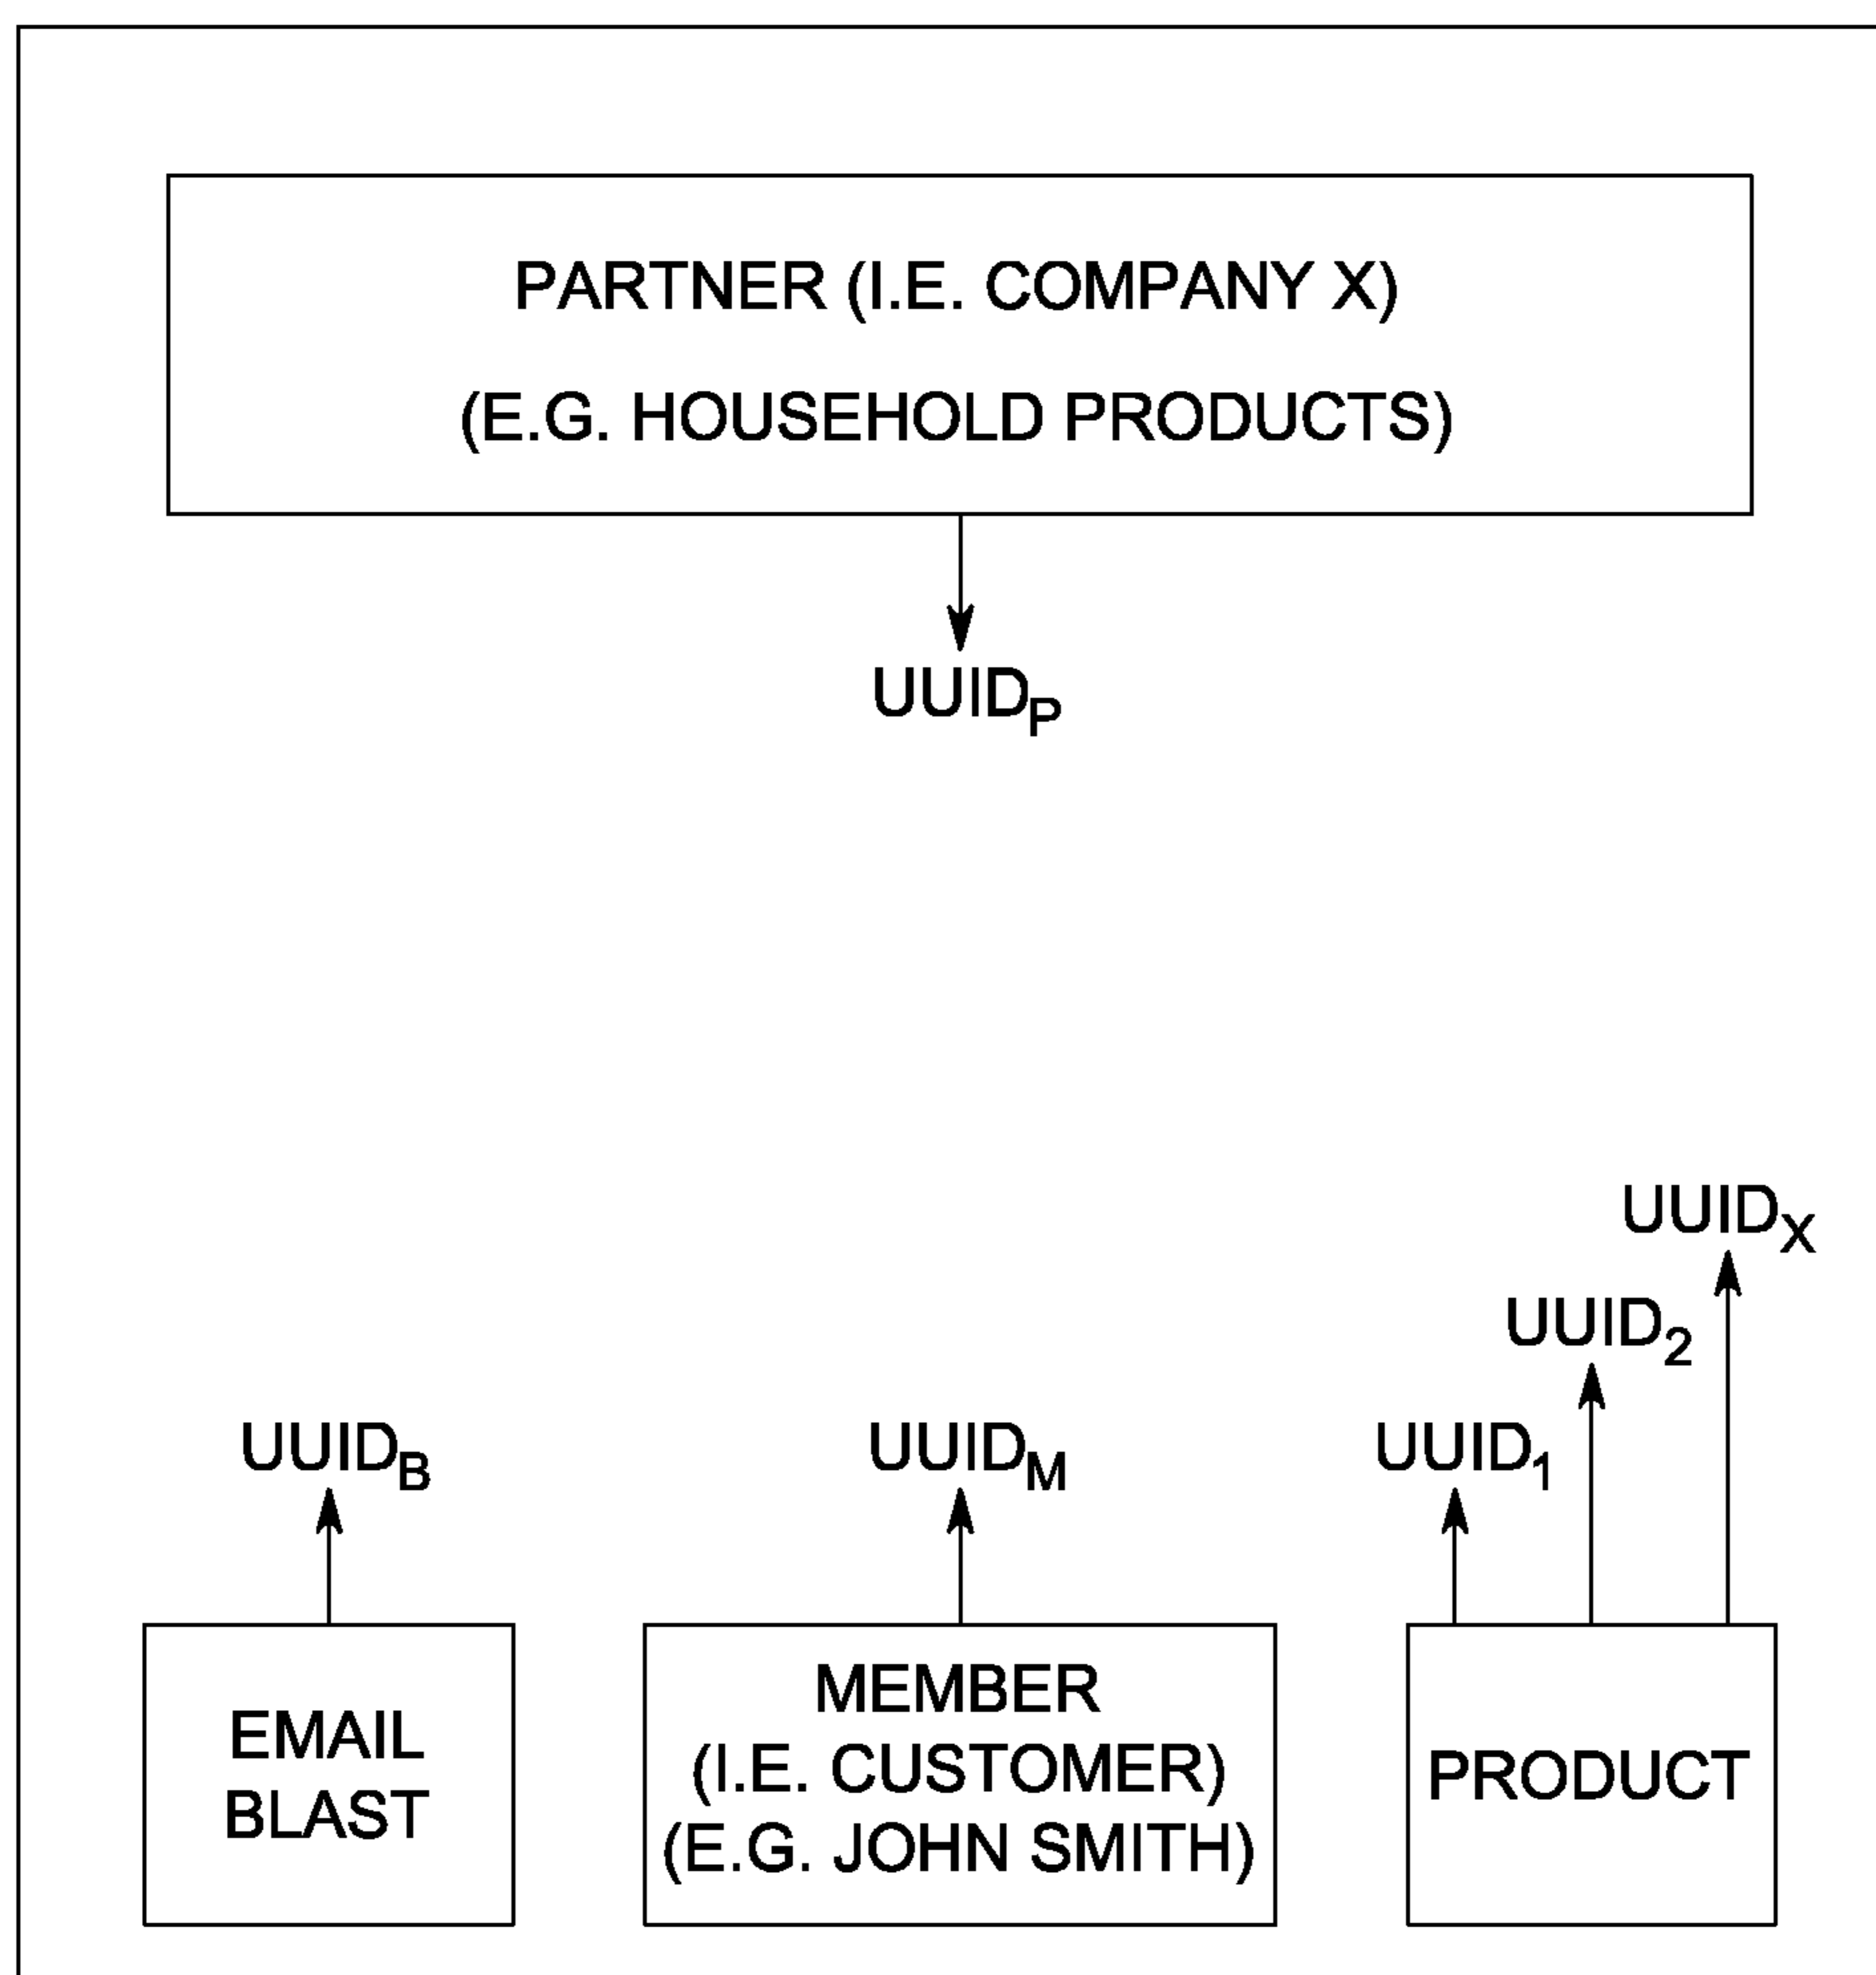 PARTNER (I.E. COMPANY X)
(E.G. HOUSEHOLD PRODUCTS)
UUIDP
UUIDX
UUID2
UUIDB
UUIDM
UUID1
EMAIL
BLAST
MEMBER
(I.E. CUSTOMER)
(E.G. JOHN SMITH)
PRODUCT